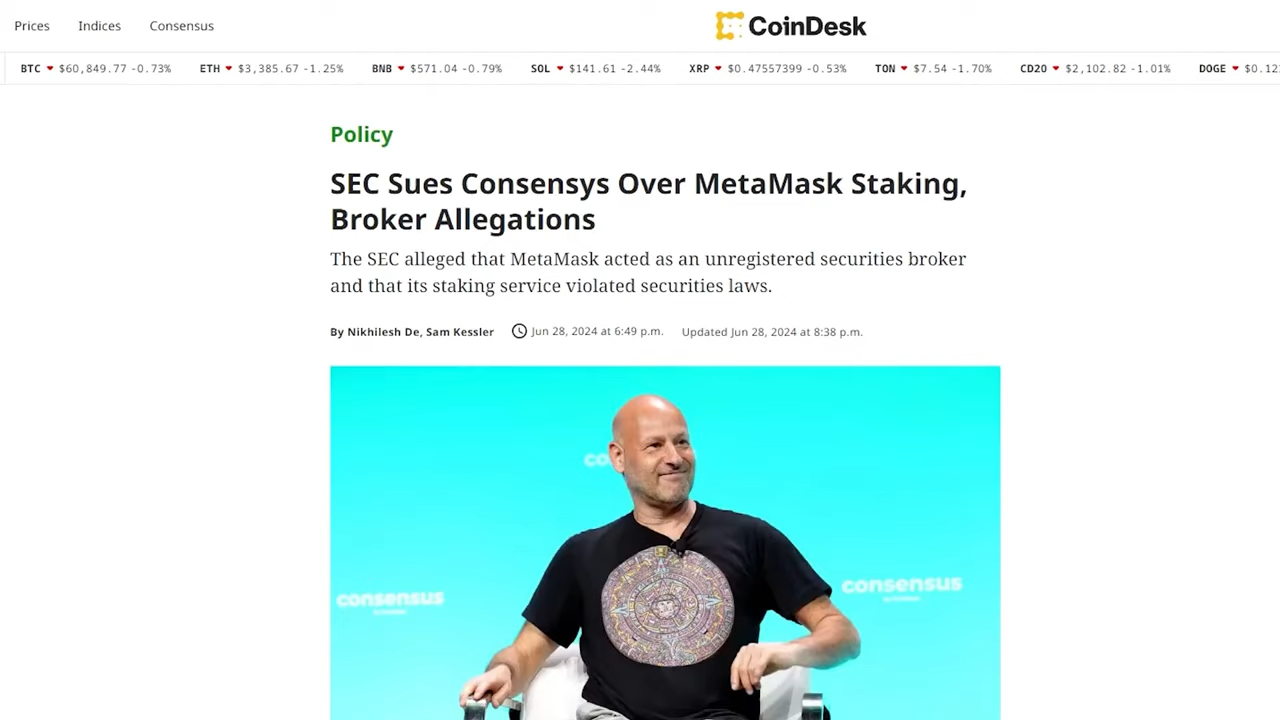 Prices Indices Consensus CoinDesk
BTC $60,849.77 -0.73% ETH $3,385.67 -1.25% BNB $571.04 -0.79% SOL $141.61 -2.44% XRP $0.47557399 -0.53% TON $7.54 -1.70% CD20 $2,102.82 -1.01% DOGE $0.12
Policy
SEC Sues Consensys Over MetaMask Staking,
Broker Allegations
The SEC alleged that MetaMask acted as an unregistered securities broker
and that its staking service violated securities laws.
By Nikhilesh De, Sam Kessler Jun 28, 2024 at 6:49 p.m. Updated Jun 28, 2024 at 8:38 p.m.
co
consensus
consensus